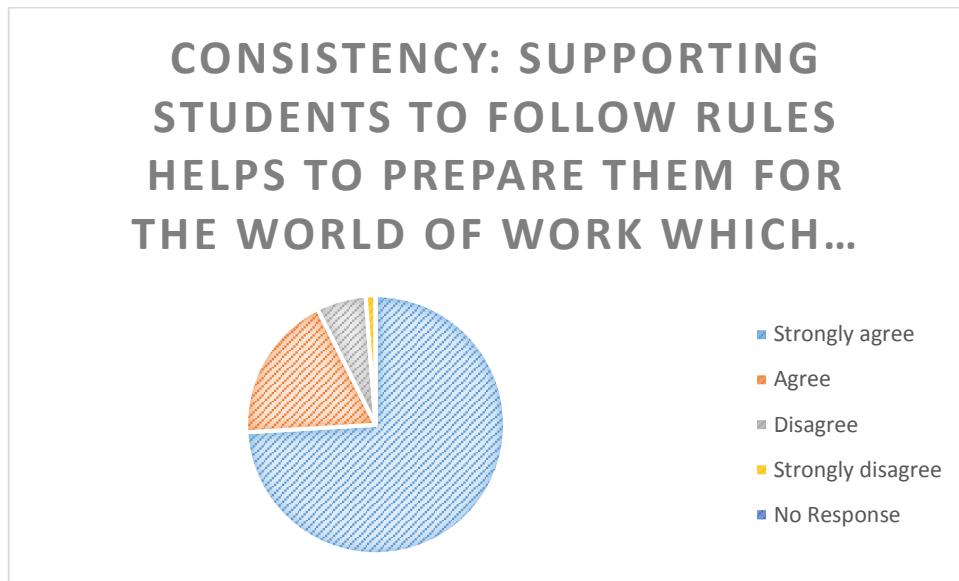 CONSISTENCY: SUPPORTING
STUDENTS TO FOLLOW RULES
HELPS TO PREPARE THEM FOR
THE WORLD OF WORK WHICH…
Strongly agree
Agree
Disagree
Strongly disagree
No Response